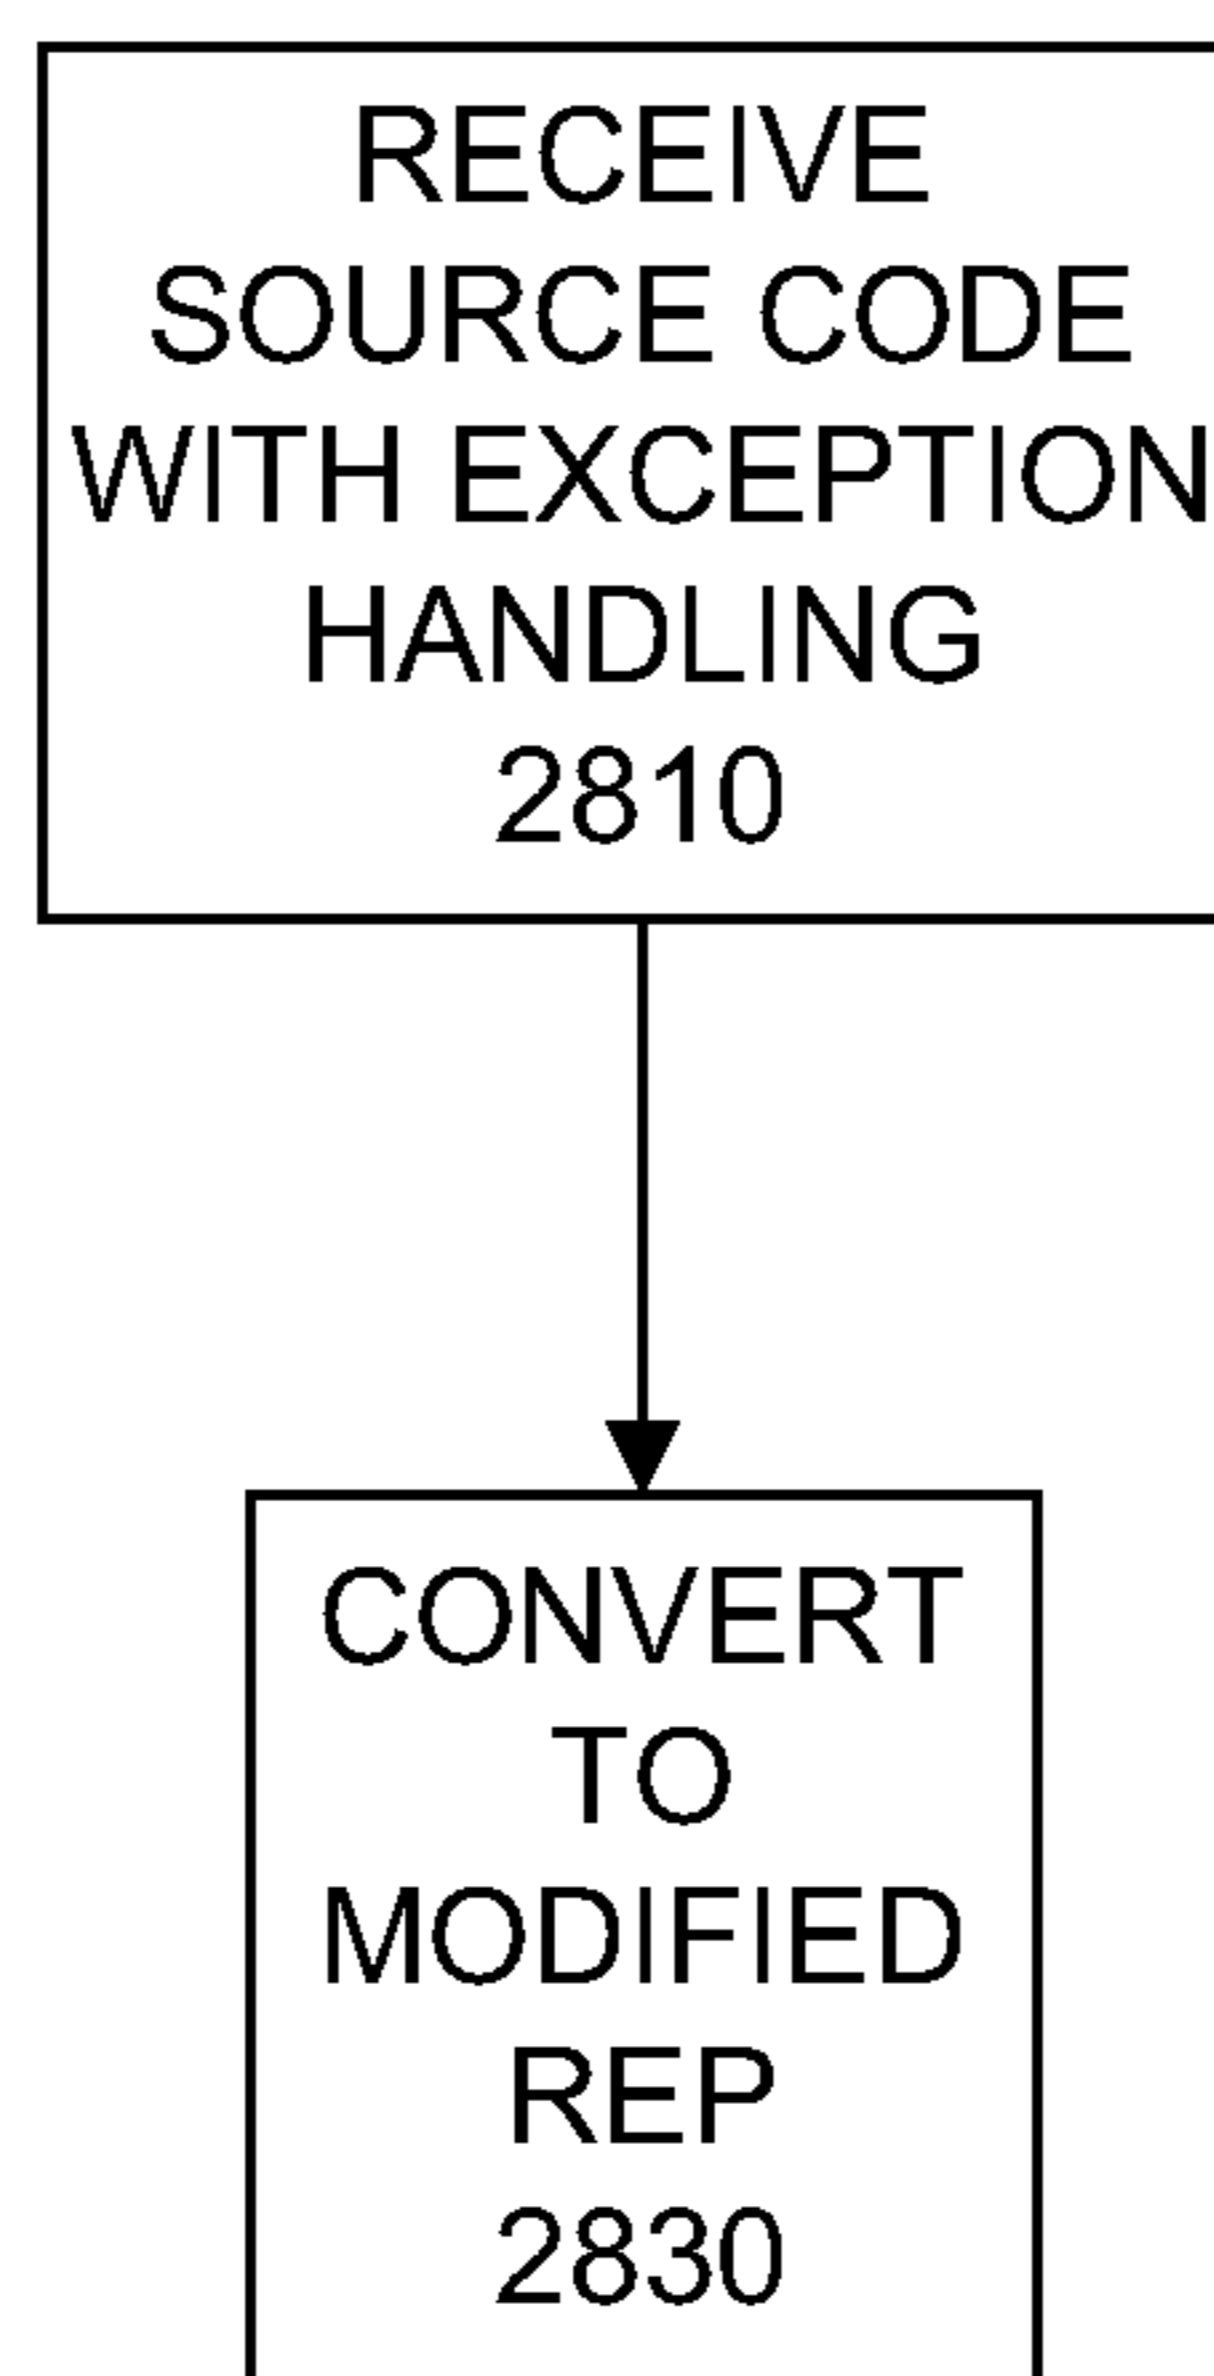 RECEIVE
SOURCE CODE
WITH EXCEPTION
HANDLING
2810
CONVERT
TO
MODIFIED
REP
2830